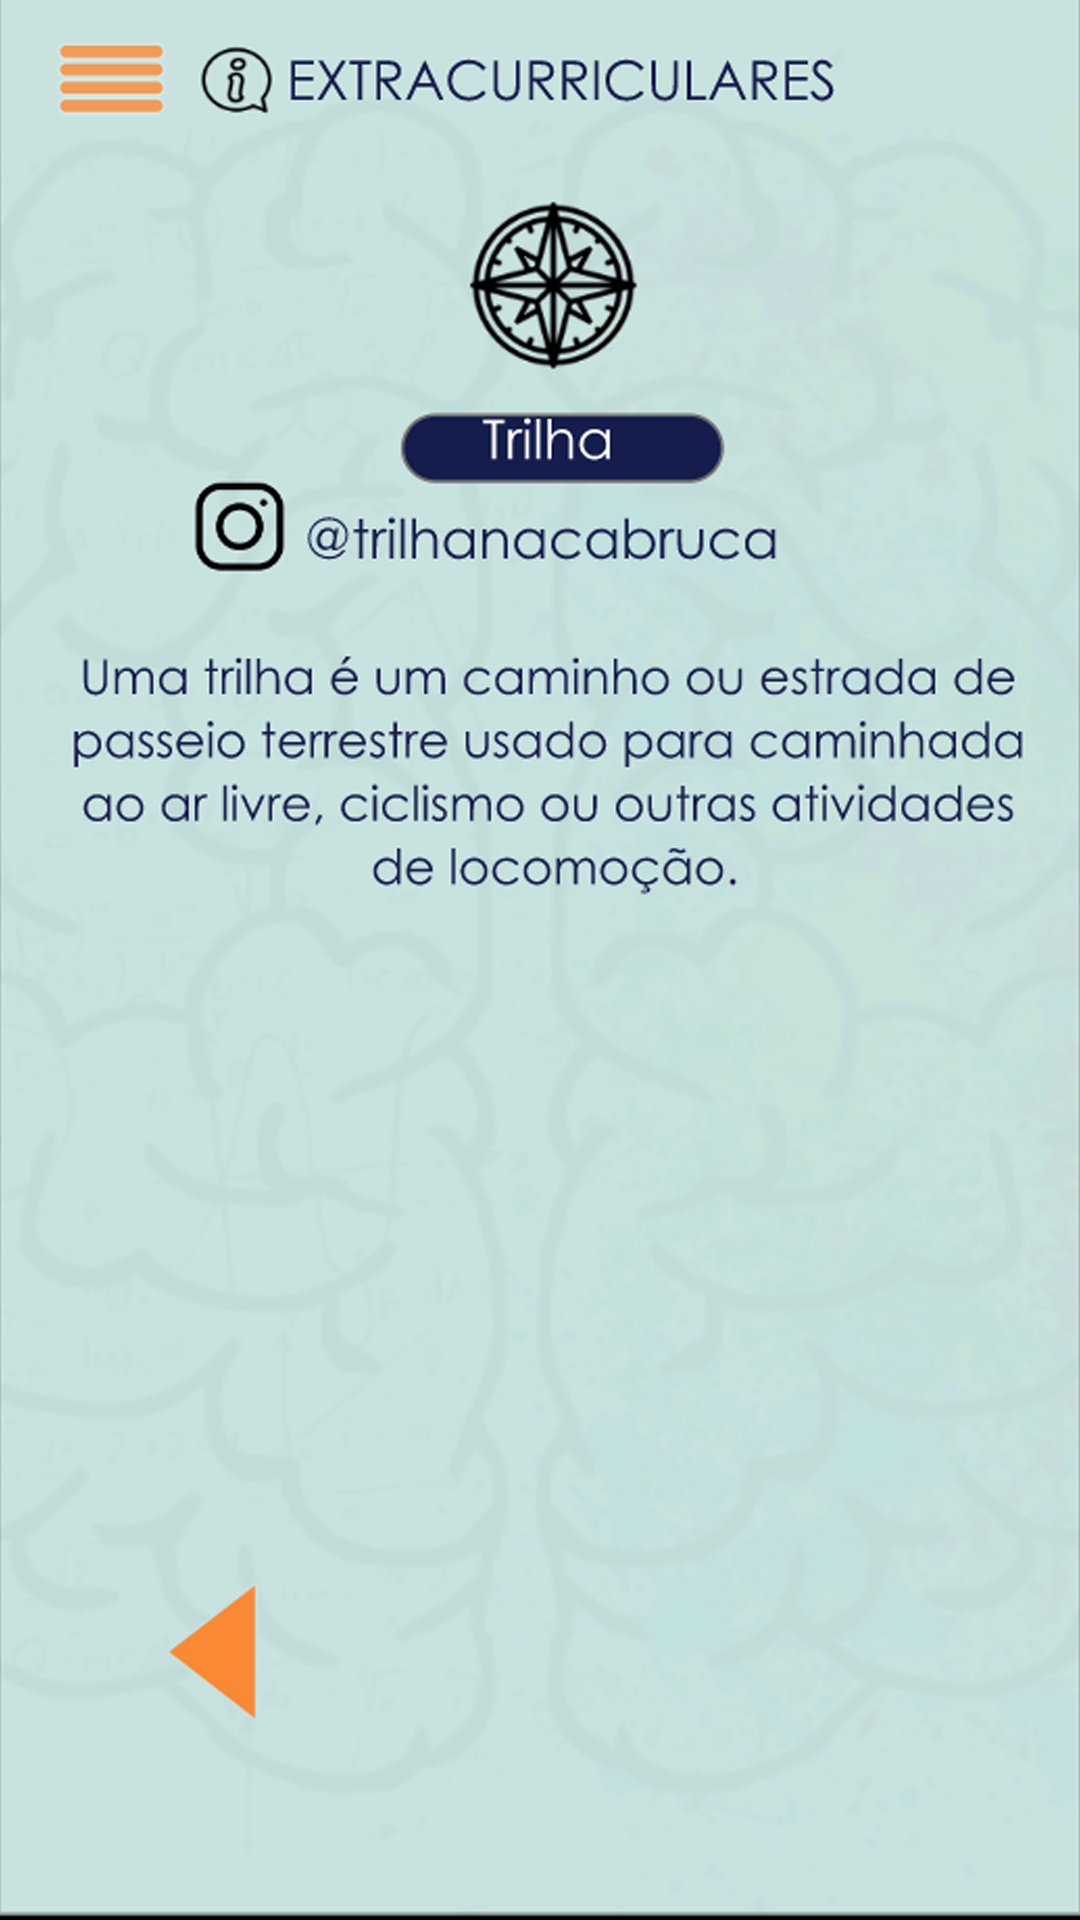 EXTRACURRICULARES
Trilha
@trilhanacabruca
Uma trilha é um caminho ou estrada de
passeio terrestre usado para caminhada
ao ar livre, ciclismo ou outras atividades
de locomoção.